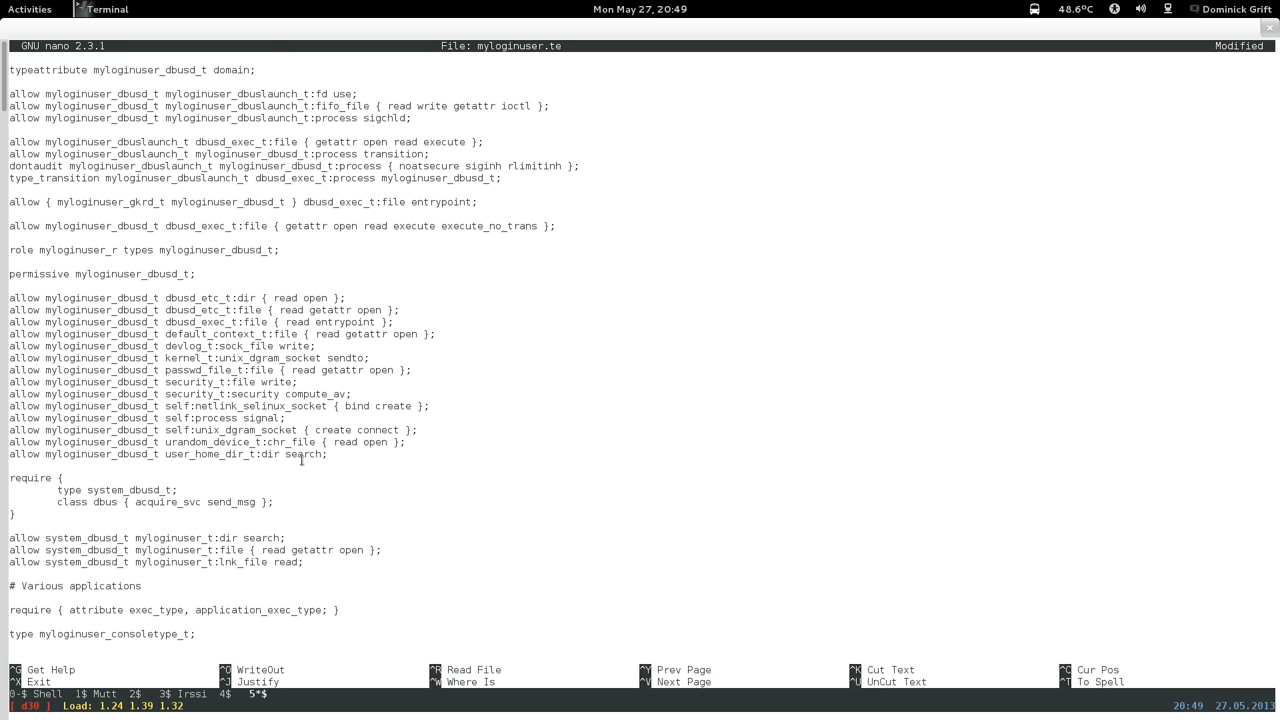 Activities Terminal Mon May 27, 20:49 48.6°C Dominick Grift
GNU nano 2.3.1 File: myloginuser.te Modified
typeattribute myloginuser_dbusd_t domain;
allow myloginuser_dbusd_t myloginuser_dbuslaunch_t:fd use;
allow myloginuser_dbusd_t myloginuser_dbuslaunch_t:fifo_file { read write getattr ioctl };
allow myloginuser_dbusd_t myloginuser_dbuslaunch_t:process sigchld;
allow myloginuser_dbuslaunch_t dbusd_exec_t:file { getattr open read execute };
allow myloginuser_dbuslaunch_t myloginuser_dbusd_t:process transition;
dontaudit myloginuser_dbuslaunch_t myloginuser_dbusd_t:process { noatsecure siginh rlimitinh };
type_transition myloginuser_dbuslaunch_t dbusd_exec_t:process myloginuser_dbusd_t;
allow { myloginuser_gkrd_t myloginuser_dbusd_t } dbusd_exec_t:file entrypoint;
allow myloginuser_dbusd_t dbusd_exec_t:file { getattr open read execute execute_no_trans };
role myloginuser_r types myloginuser_dbusd_t;
permissive myloginuser_dbusd_t;
allow myloginuser_dbusd_t dbusd_etc_t:dir { read open };
allow myloginuser_dbusd_t dbusd_etc_t:file { read getattr open };
allow myloginuser_dbusd_t dbusd_exec_t:file { read entrypoint };
allow myloginuser_dbusd_t default_context_t:file { read getattr open };
allow myloginuser_dbusd_t devlog_t:sock_file write;
allow myloginuser_dbusd_t kernel_t:unix_dgram_socket sendto;
allow myloginuser_dbusd_t passwd_file_t:file { read getattr open };
allow myloginuser_dbusd_t security_t:file write;
allow myloginuser_dbusd_t security_t:security compute_av;
allow myloginuser_dbusd_t self:netlink_selinux_socket { bind create };
allow myloginuser_dbusd_t self:process signal;
allow myloginuser_dbusd_t self:unix_dgram_socket { create connect };
allow myloginuser_dbusd_t urandom_device_t:chr_file { read open };
allow myloginuser_dbusd_t user_home_dir_t:dir search;
require {
type system_dbusd_t;
class dbus { acquire_svc send_msg };
}
allow system_dbusd_t myloginuser_t:dir search;
allow system_dbusd_t myloginuser_t:file { read getattr open };
allow system_dbusd_t myloginuser_t:lnk_file read;
# Various applications
require { attribute exec_type, application_exec_type; }
type myloginuser_consoletype_t;
^G Get Help ^O WriteOut ^R Read File ^Y Prev Page ^K Cut Text ^C Cur Pos
^X Exit ^J Justify ^W Where Is ^V Next Page ^U UnCut Text ^T To Spell
0-$ Shell 1$ Mutt 2$ 3$ Irssi 4$ 5*$
[ d30 ] Load: 1.24 1.39 1.32 20:49 27.05.2013